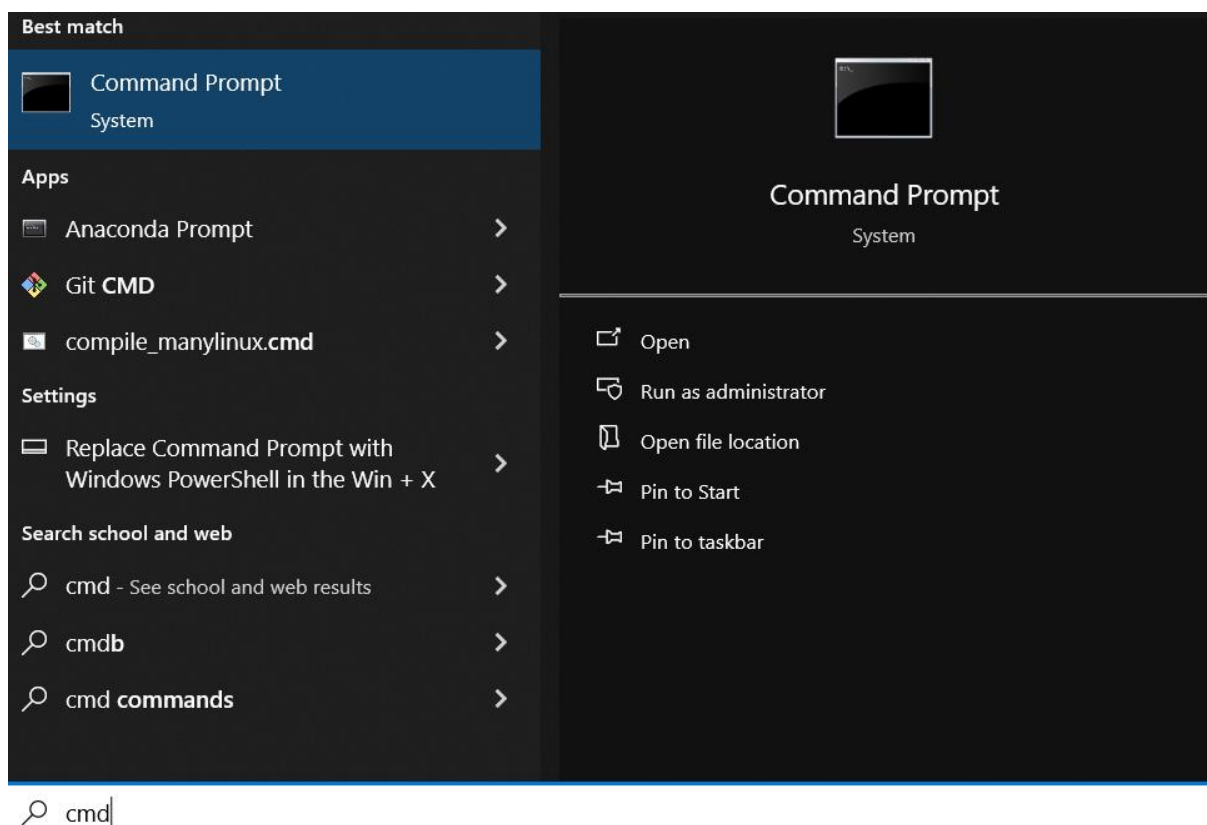 Best match
Command Prompt
System
Apps
Anaconda Prompt
Git CMD
compile_manylinux.cmd
Settings
Replace Command Prompt with
Windows PowerShell in the Win + X
Search school and web
cmd - See school and web results
cmdb
cmd commands
Command Prompt
System
Open
Run as administrator
Open file location
Pin to Start
Pin to taskbar
cmd